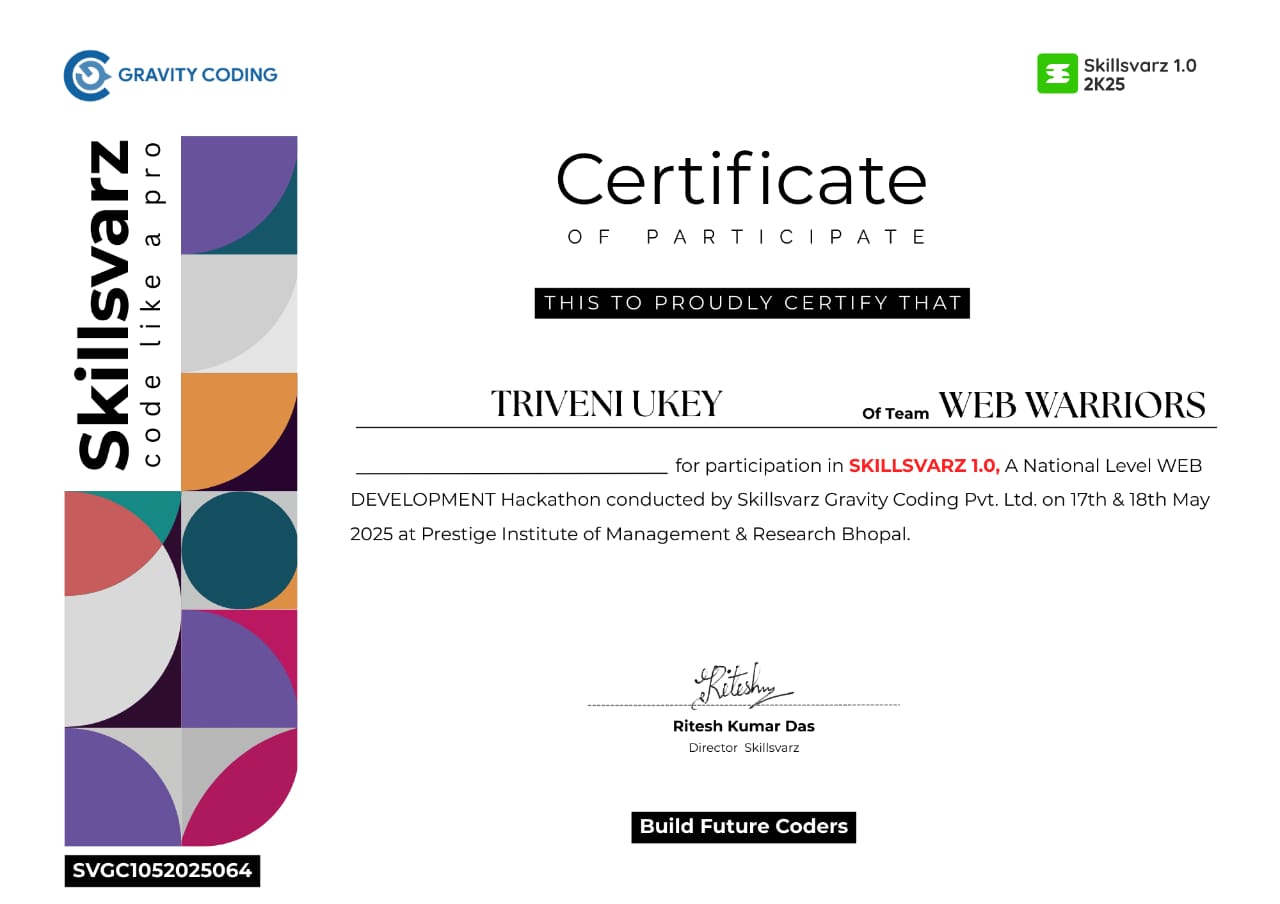 GRAVITY CODING
Skillsvarz 1.0
2K25
Skillsvarz
code like a pro
Certificate
OF PARTICIPATE
THIS TO PROUDLY CERTIFY THAT
TRIVENI UKEY Of Team WEB WARRIORS
for participation in SKILLSVARZ 1.0, A National Level WEB
DEVELOPMENT Hackathon conducted by Skillsvarz Gravity Coding Pvt. Ltd. on 17th & 18th May
2025 at Prestige Institute of Management & Research Bhopal.
Ritesh Kumar Das
Director Skillsvarz
Build Future Coders
SVGC1052025064